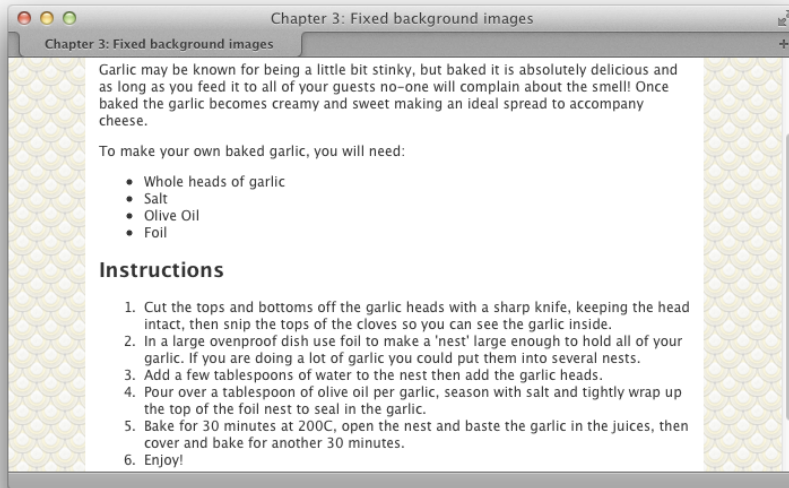 Chapter 3: Fixed background images
Chapter 3: Fixed background images
Garlic may be known for being a little bit stinky, but baked it is absolutely delicious and
as long as you feed it to all of your guests no-one will complain about the smell! Once
baked the garlic becomes creamy and sweet making an ideal spread to accompany
cheese.
To make your own baked garlic, you will need:
• Whole heads of garlic
• Salt
• Olive Oil
• Foil
Instructions
1. Cut the tops and bottoms off the garlic heads with a sharp knife, keeping the head
intact, then snip the tops of the cloves so you can see the garlic inside.
2. In a large ovenproof dish use foil to make a 'nest' large enough to hold all of your
garlic. If you are doing a lot of garlic you could put them into several nests.
3. Add a few tablespoons of water to the nest then add the garlic heads.
4. Pour over a tablespoon of olive oil per garlic, season with salt and tightly wrap up
the top of the foil nest to seal in the garlic.
5. Bake for 30 minutes at 200C, open the nest and baste the garlic in the juices, then
cover and bake for another 30 minutes.
6. Enjoy!